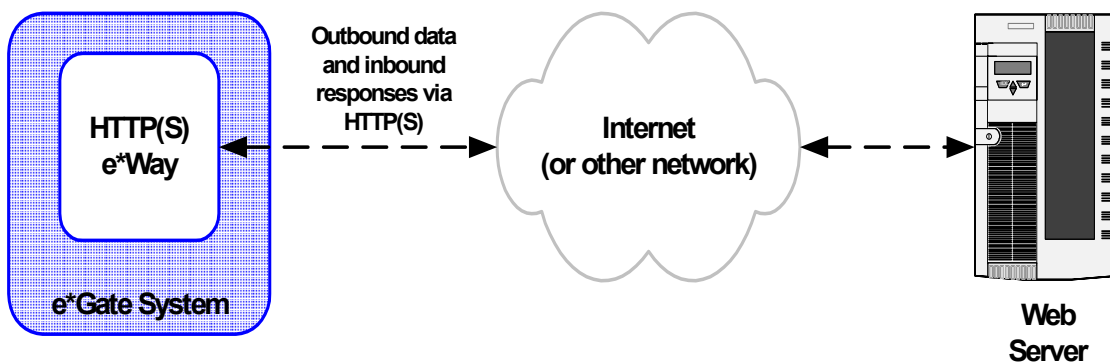 Outbound data
and inbound
responses via
HTTP(S)
HTTP(S)
e*Way
e*Gate System
Internet
(or other network)
Web
Server